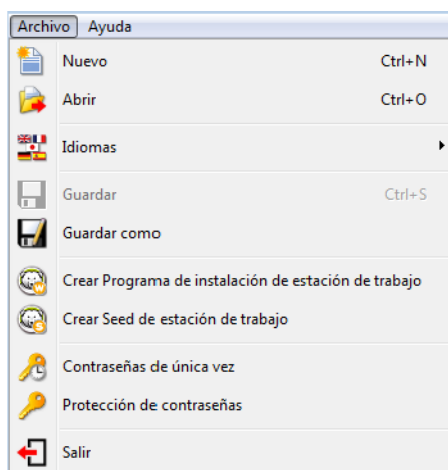 Archivo Ayuda
Nuevo Ctrl+N
Abrir Ctrl+O
Idiomas
Guardar Ctrl+S
Guardar como
Crear Programa de instalación de estación de trabajo
Crear Seed de estación de trabajo
Contraseñas de única vez
Protección de contraseñas
Salir